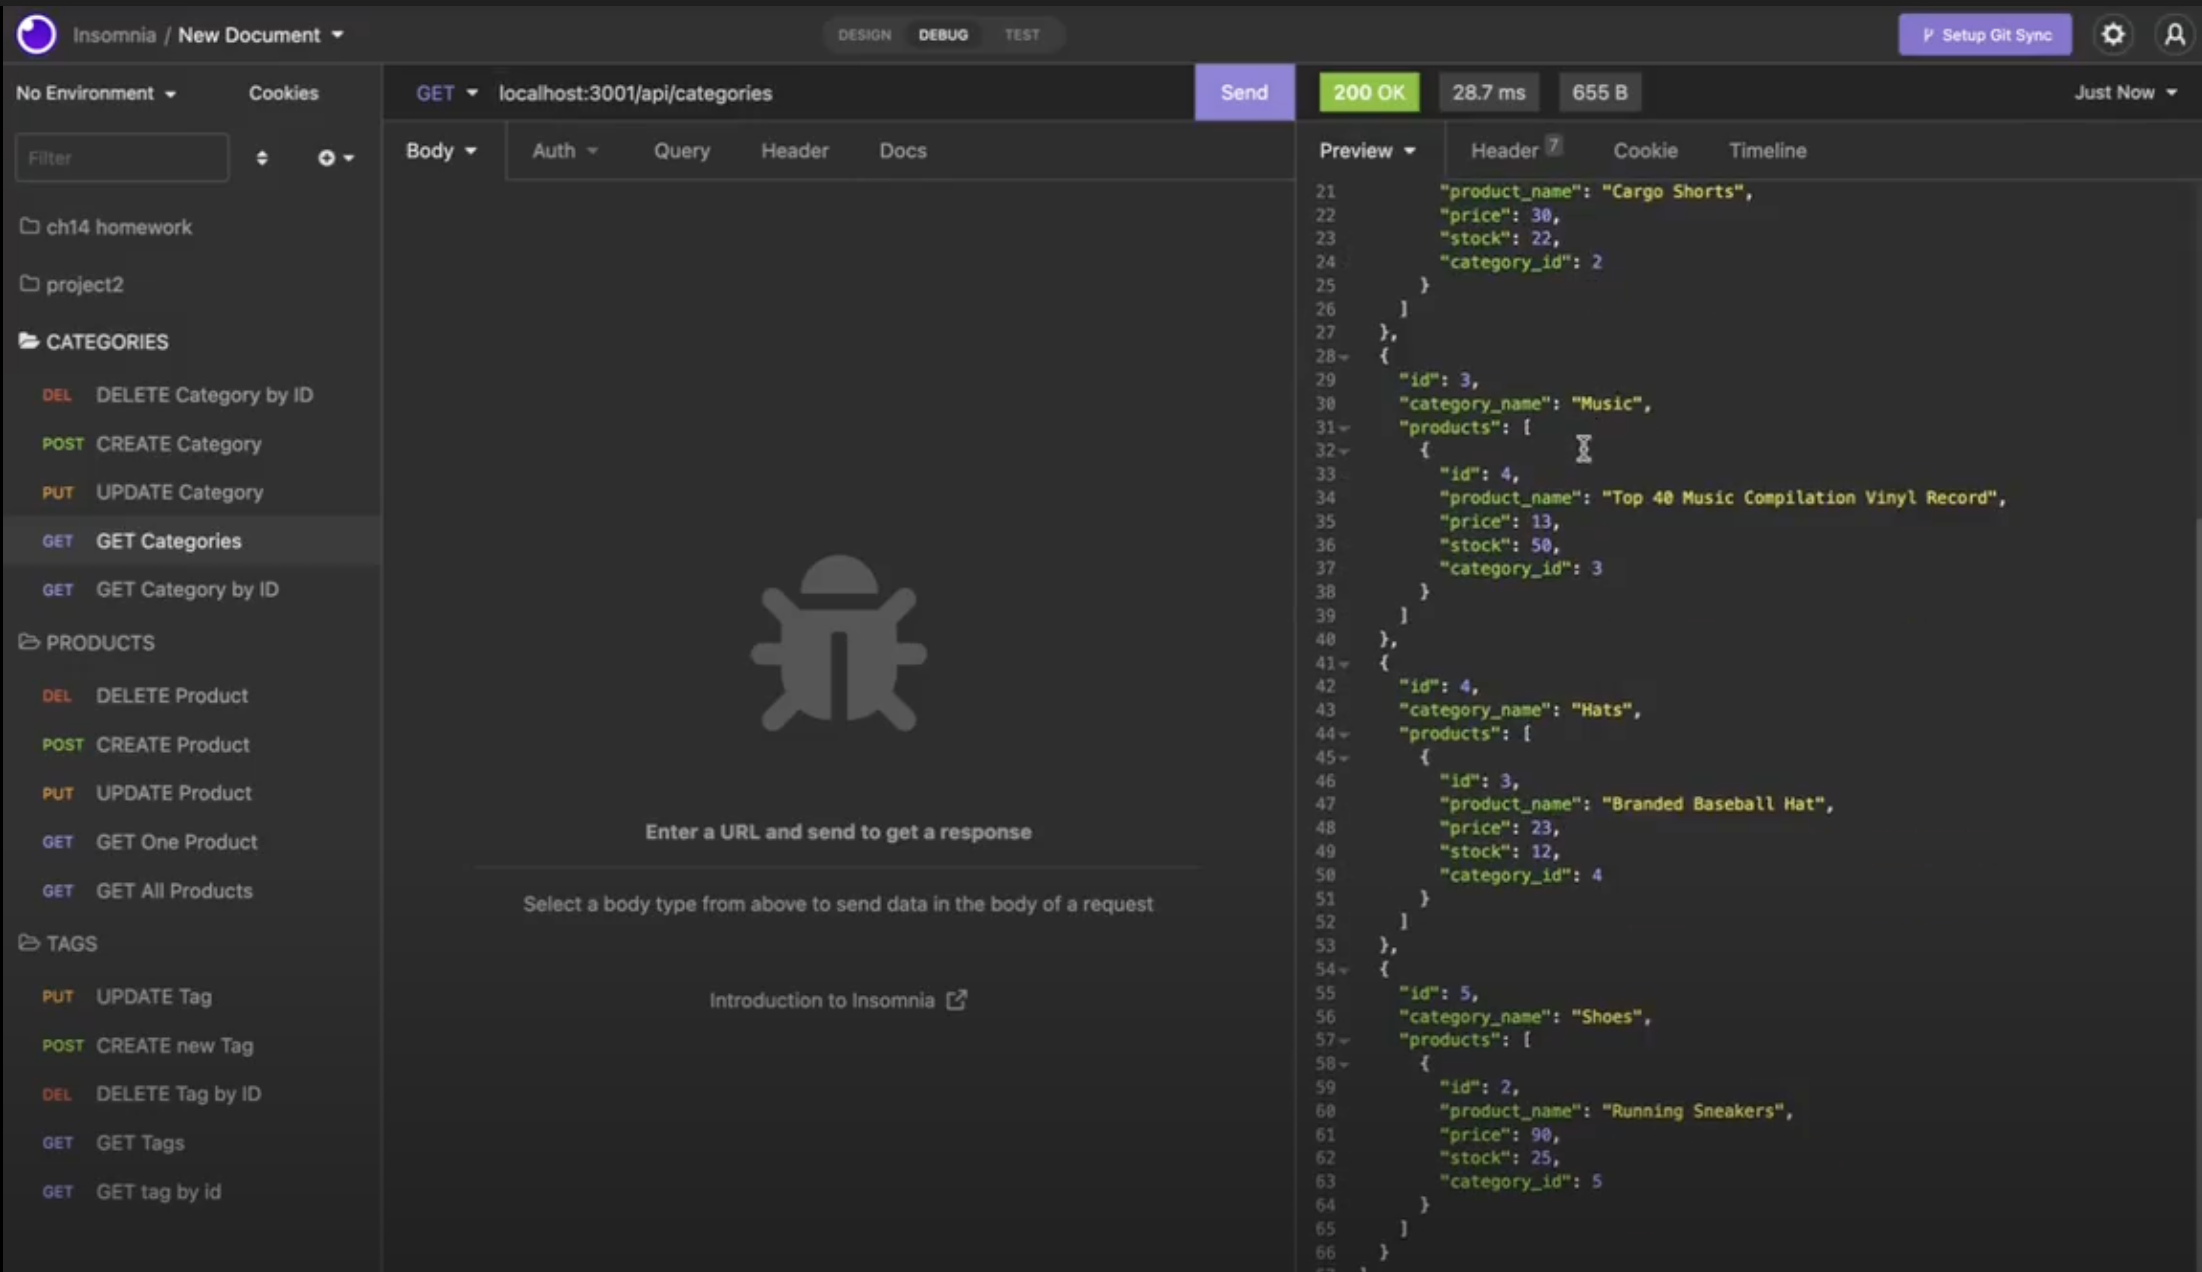 Insomnia / New Document
DESIGN DEBUG TEST
Setup Git Sync
No Environment Cookies
Filter
ch14 homework
project2
CATEGORIES
DEL DELETE Category by ID
POST CREATE Category
PUT UPDATE Category
GET GET Categories
GET GET Category by ID
PRODUCTS
DEL DELETE Product
POST CREATE Product
PUT UPDATE Product
GET GET One Product
GET GET All Products
TAGS
PUT UPDATE Tag
POST CREATE new Tag
DEL DELETE Tag by ID
GET GET Tags
GET GET tag by id
GET localhost:3001/api/categories Send
Body Auth Query Header Docs
Enter a URL and send to get a response
Select a body type from above to send data in the body of a request
Introduction to Insomnia
200 OK 28.7 ms 655 B Just Now
Preview Header 7 Cookie Timeline
21 "product_name": "Cargo Shorts",
22 "price": 30,
23 "stock": 22,
24 "category_id": 2
25 }
26 ]
27 },
28 {
29 "id": 3,
30 "category_name": "Music",
31 "products": [
32 {
33 "id": 4,
34 "product_name": "Top 40 Music Compilation Vinyl Record",
35 "price": 13,
36 "stock": 50,
37 "category_id": 3
38 }
39 ]
40 },
41 {
42 "id": 4,
43 "category_name": "Hats",
44 "products": [
45 {
46 "id": 3,
47 "product_name": "Branded Baseball Hat",
48 "price": 23,
49 "stock": 12,
50 "category_id": 4
51 }
52 ]
53 },
54 {
55 "id": 5,
56 "category_name": "Shoes",
57 "products": [
58 {
59 "id": 2,
60 "product_name": "Running Sneakers",
61 "price": 90,
62 "stock": 25,
63 "category_id": 5
64 }
65 ]
66 }